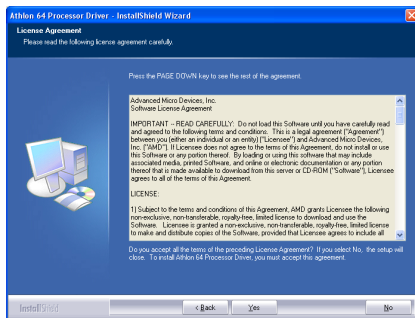 Athlon 64 Processor Driver - InstallShield Wizard
License Agreement
Please read the following license agreement carefully.
Press the PAGE DOWN key to see the rest of the agreement.
Advanced Micro Devices, Inc.
Software License Agreement
IMPORTANT -- READ CAREFULLY: Do not load this Software until you have carefully read
and agreed to the following terms and conditions. This is a legal agreement ("Agreement")
between you (either an individual or an entity) ("Licensee") and Advanced Micro Devices,
Inc. ("AMD"). If Licensee does not agree to the terms of this Agreement, do not install or use
this Software or any portion thereof. By loading or using this software that may include
associated media, printed Software, and online or electronic documentation or any portion
thereof that is made available to download from this server or CD-ROM ("Software"), Licensee
agrees to all of the terms of this Agreement.
LICENSE:
1) Subject to the terms and conditions of this Agreement, AMD grants Licensee the following
non-exclusive, non-transferable, royalty-free, limited license to download and use the
Software. Licensee is granted a non-exclusive, non-transferable, royalty-free, limited license
to make and distribute copies of the Software, provided that Licensee agrees to include all
Do you accept all the terms of the preceding License Agreement? If you select No, the setup will
close. To install Athlon 64 Processor Driver, you must accept this agreement.
InstallShield
< Back
Yes
No